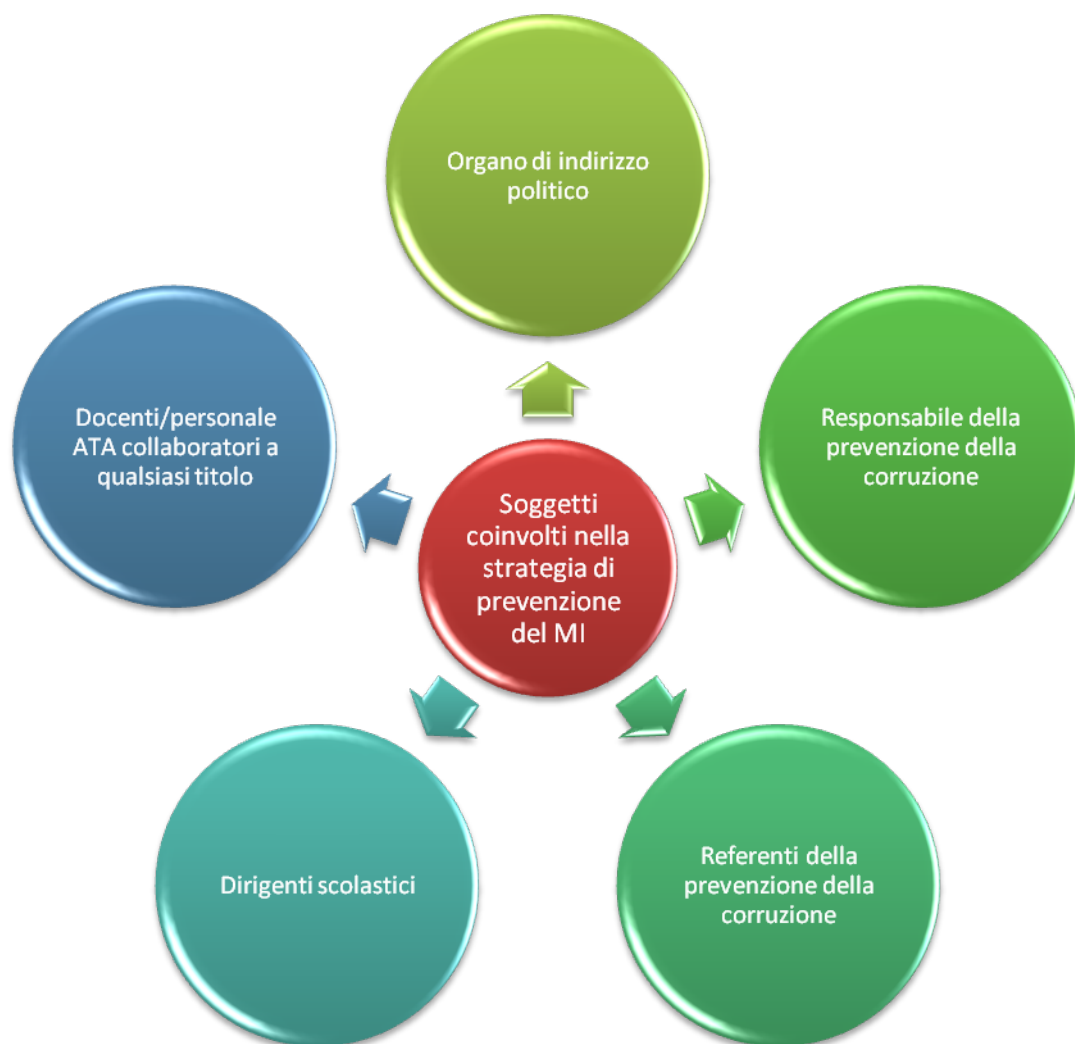 Organo di indirizzo
politico
Responsabile della
prevenzione della
corruzione
Referenti della
prevenzione della
corruzione
Dirigenti scolastici
Docenti/personale
ATA collaboratori a
qualsiasi titolo
Soggetti
coinvolti nella
strategia di
prevenzione
del MI